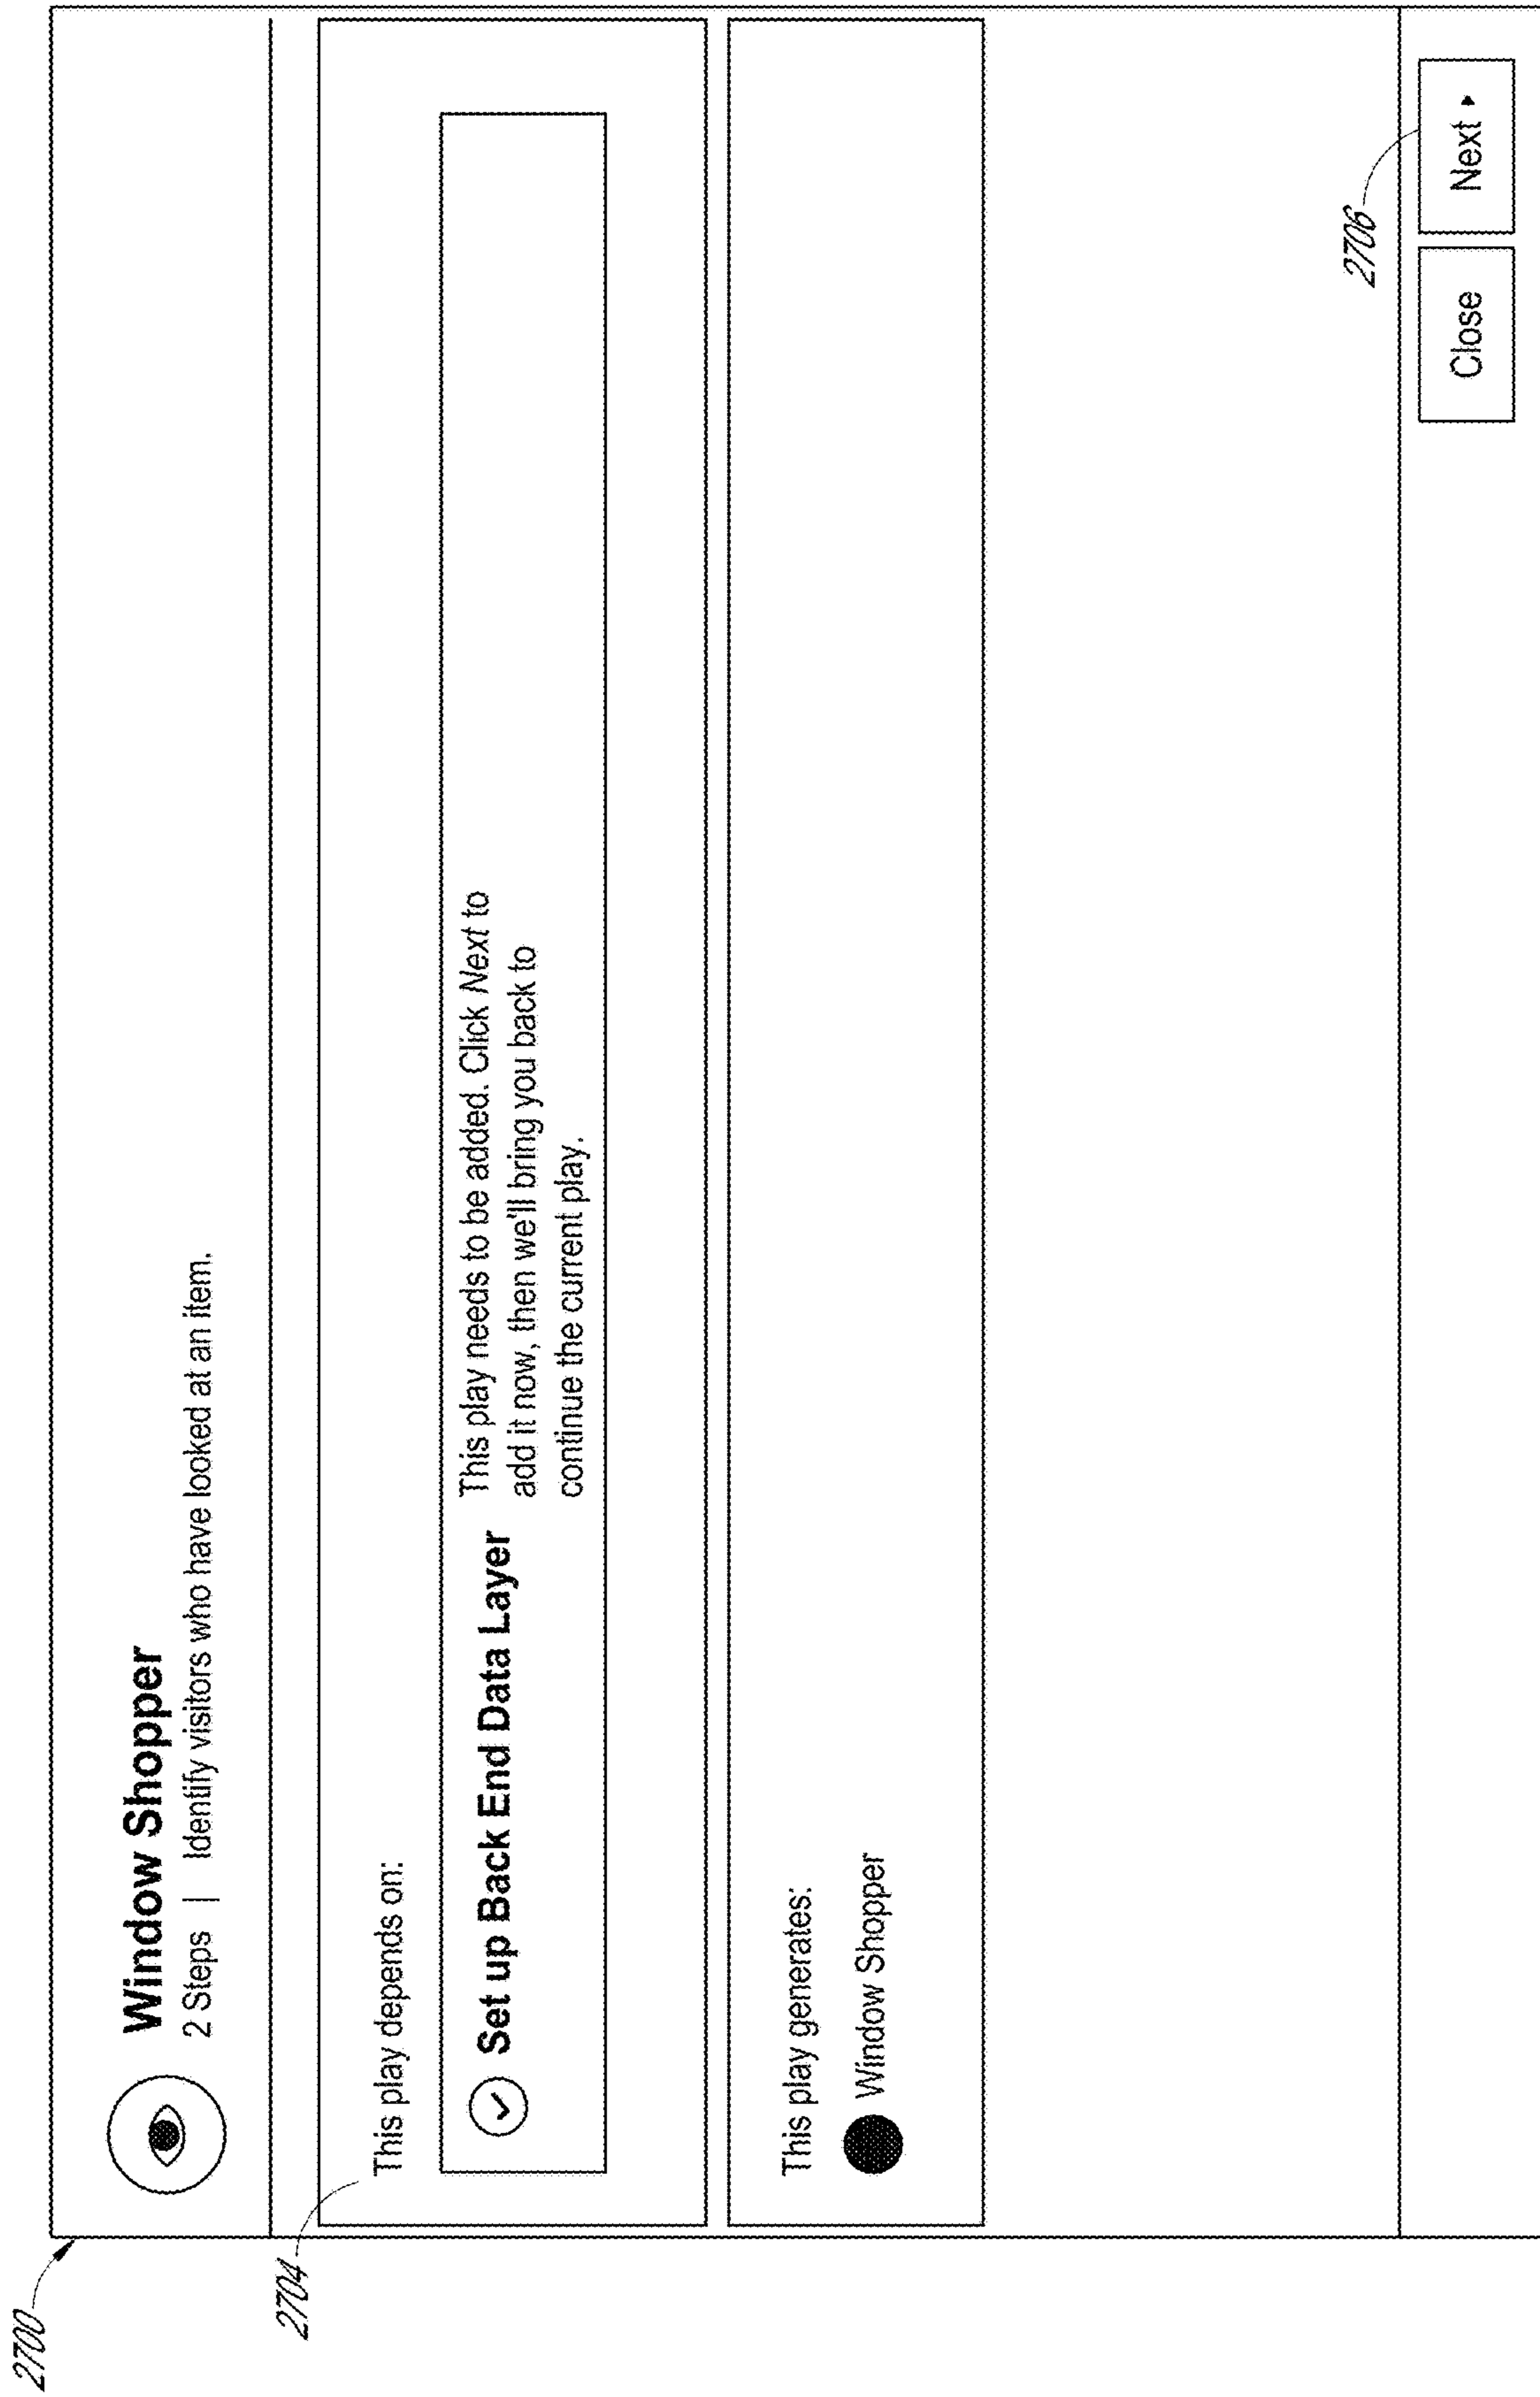 2700
Window Shopper
2 Steps | Identify visitors who have looked at an item.
2704
This play depends on:
Set up Back End Data Layer
This play needs to be added. Click Next to
add it now, then we'll bring you back to
continue the current play.
This play generates:
Window Shopper
2706
Close
Next